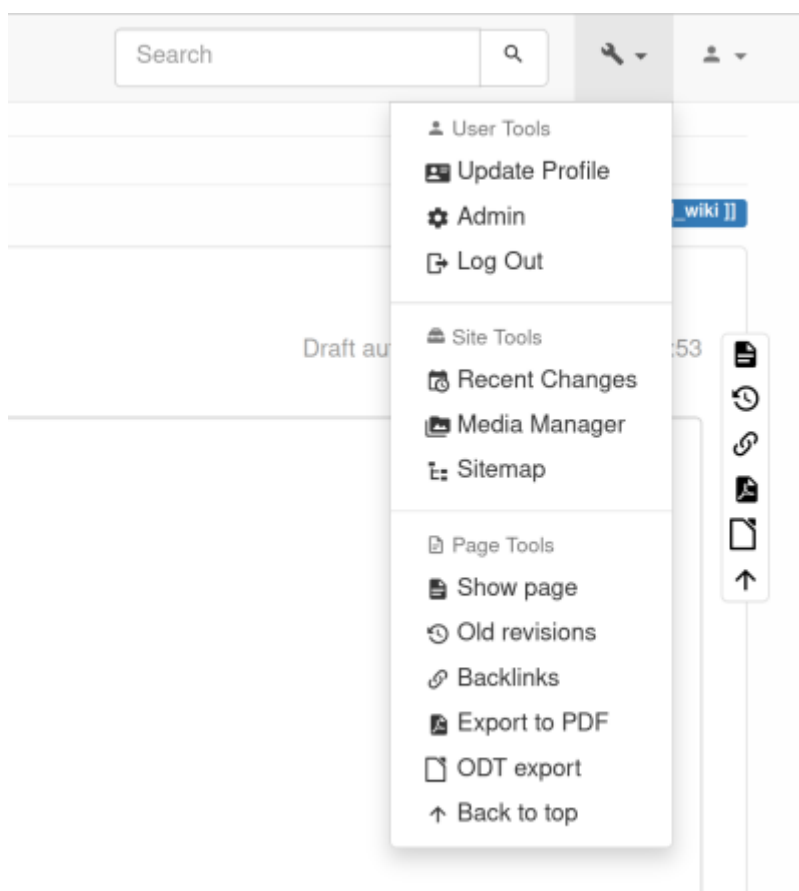 Search
User Tools
Update Profile
Admin
_wiki ]]
Log Out
Site Tools
Draft au
:53
Recent Changes
Media Manager
Sitemap
Page Tools
Show page
Old revisions
Backlinks
Export to PDF
ODT export
Back to top